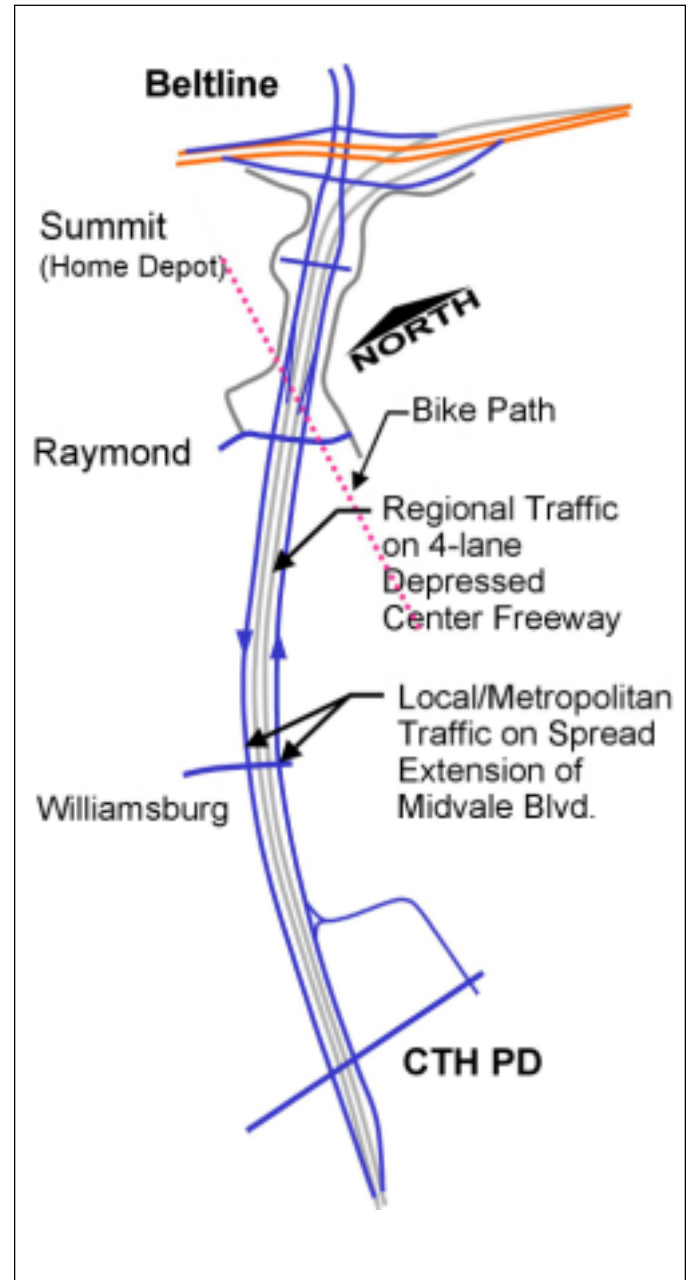 Beltline
Summit
(Home Depot)
NORTH
Bike Path
Raymond
Regional Traffic
on 4-lane
Depressed
Center Freeway
Local/Metropolitan
Traffic on Spread
Extension of
Midvale Blvd.
Williamsburg
CTH PD